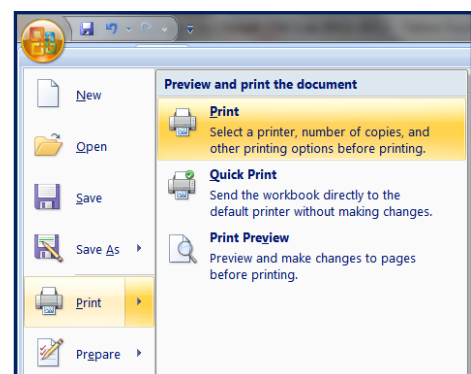 New
Open
Save
Save As
Print
Prepare
Preview and print the document
Print
Select a printer, number of copies, and
other printing options before printing.
Quick Print
Send the workbook directly to the
default printer without making changes.
Print Preview
Preview and make changes to pages
before printing.